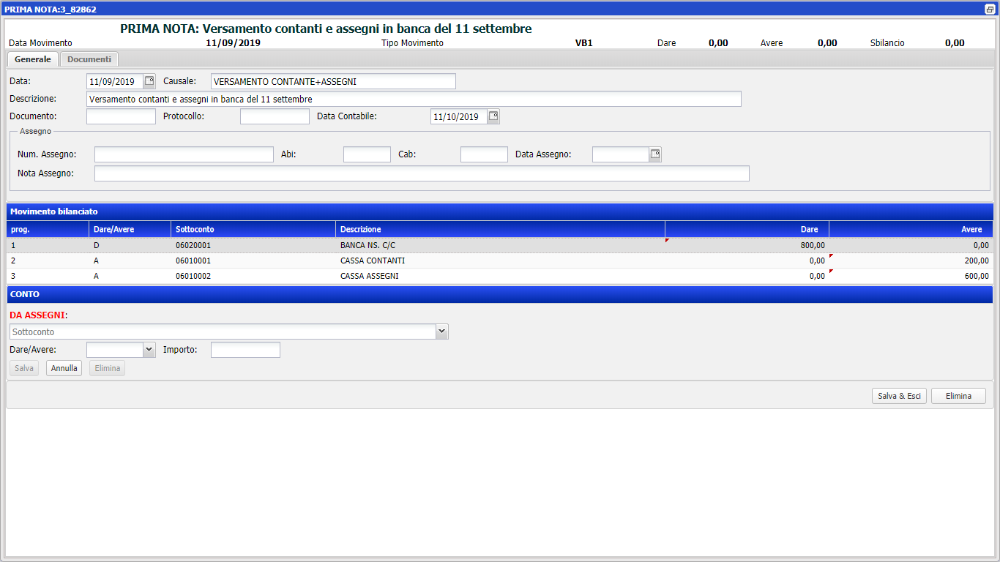 PRIMA NOTA:3_82862
PRIMA NOTA: Versamento contanti e assegni in banca del 11 settembre
Data Movimento 11/09/2019 Tipo Movimento VB1 Dare 0,00 Avere 0,00 Sbilancio 0,00
Generale Documenti
Data: 11/09/2019 Causale: VERSAMENTO CONTANTE+ASSEGNI
Descrizione: Versamento contanti e assegni in banca del 11 settembre
Documento: Protocollo: Data Contabile: 11/10/2019
Assegno
Num. Assegno: Abi: Cab: Data Assegno:
Nota Assegno:
Movimento bilanciato
prog. Dare/Avere Sottoconto Descrizione Dare Avere
1 D 06020001 BANCA NS. C/C 800,00 0,00
2 A 06010001 CASSA CONTANTI 0,00 200,00
3 A 06010002 CASSA ASSEGNI 0,00 600,00
CONTO
DA ASSEGNI:
Sottoconto
Dare/Avere: Importo:
Salva Annulla Elimina
Salva & Esci Elimina